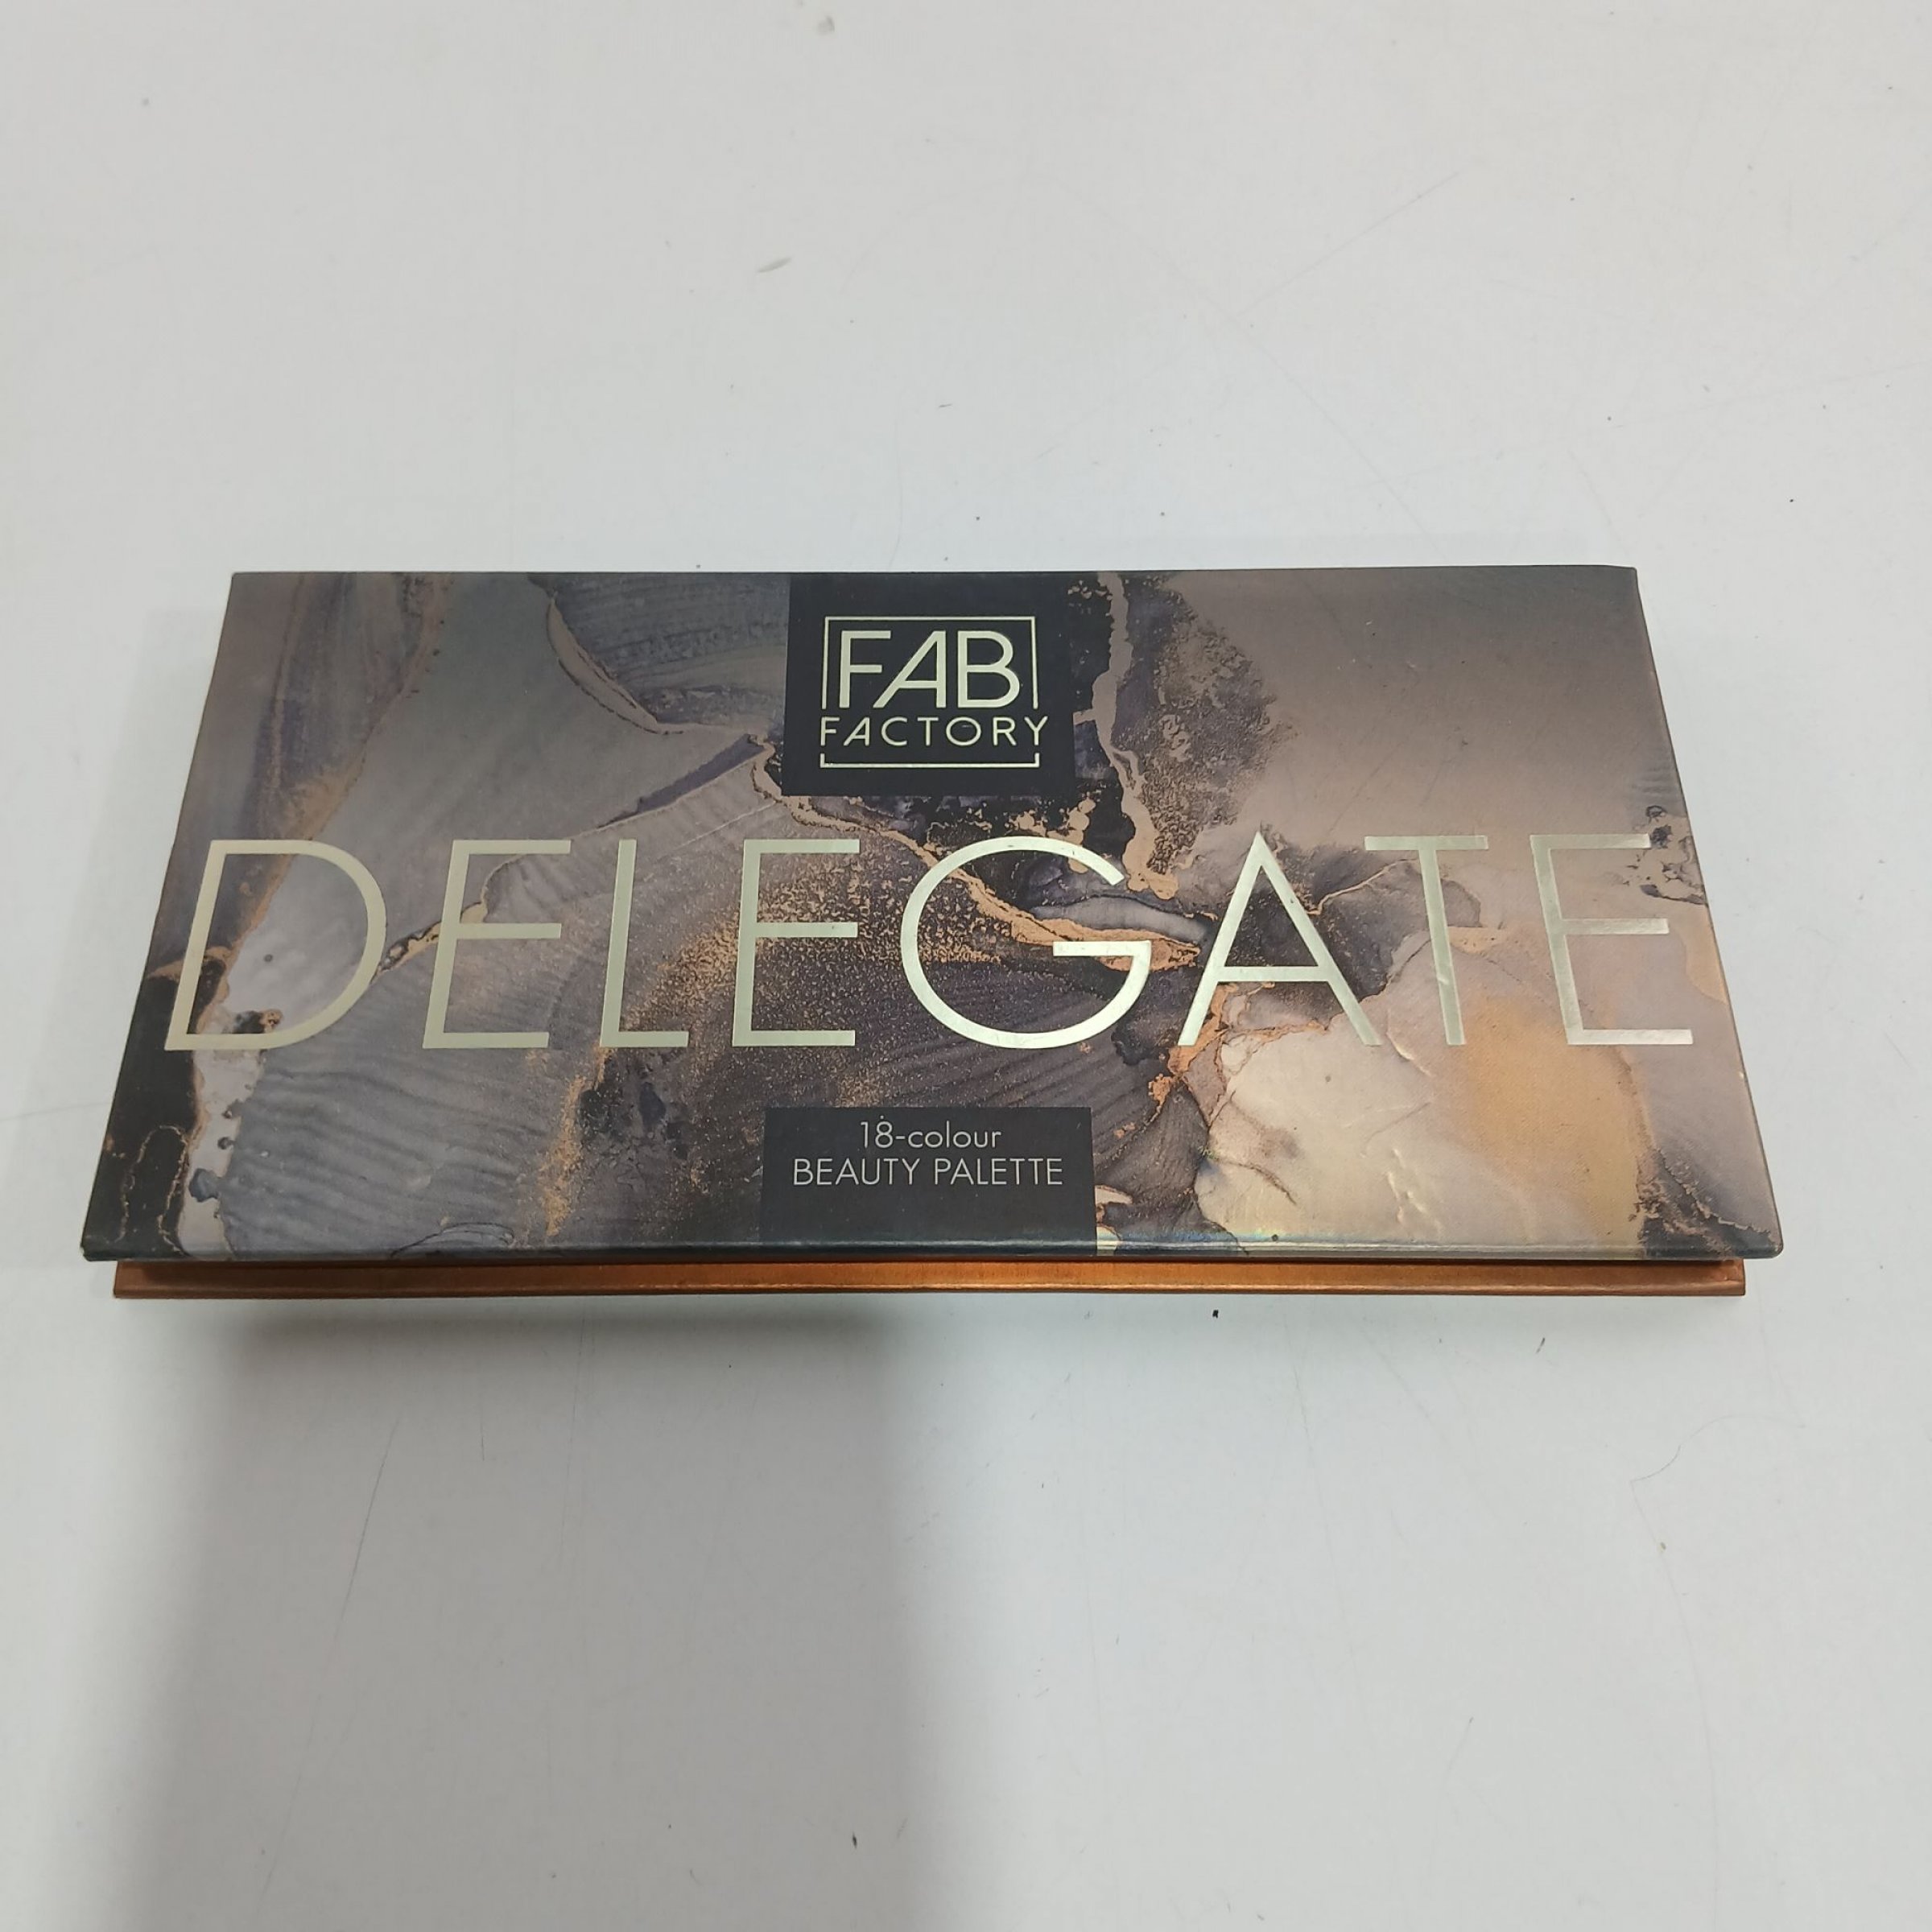 FAB
FACTORY
DELEGATE
18-colour
BEAUTY PALETTE